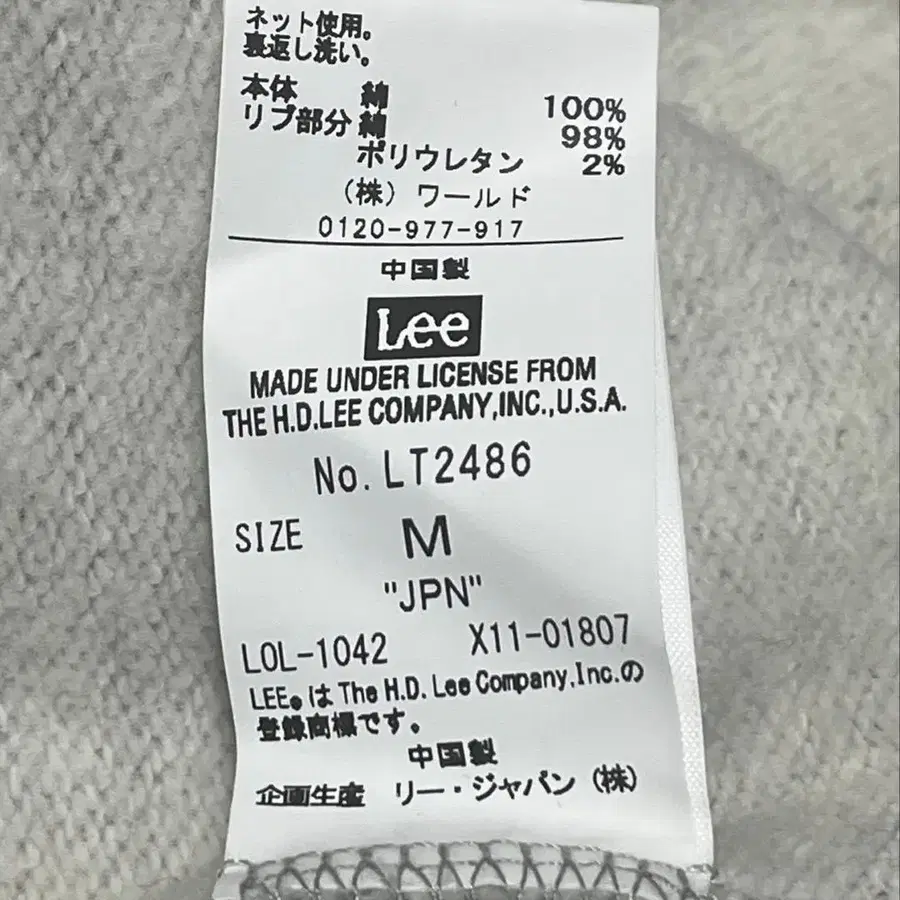 ネット使用。
裏返し洗い。
本体 綿 100%
リブ部分 綿 98%
ポリウレタン 2%
(株) ワールド
0120-977-917
中国製
Lee
MADE UNDER LICENSE FROM
THE H.D.LEE COMPANY,INC.,U.S.A.
No. LT2486
SIZE M
"JPN"
LOL-1042 X11-01807
LEE®は The H.D. Lee Company,Inc.の
登録商標です。
中国製
企画生産 リー・ジャパン (株)